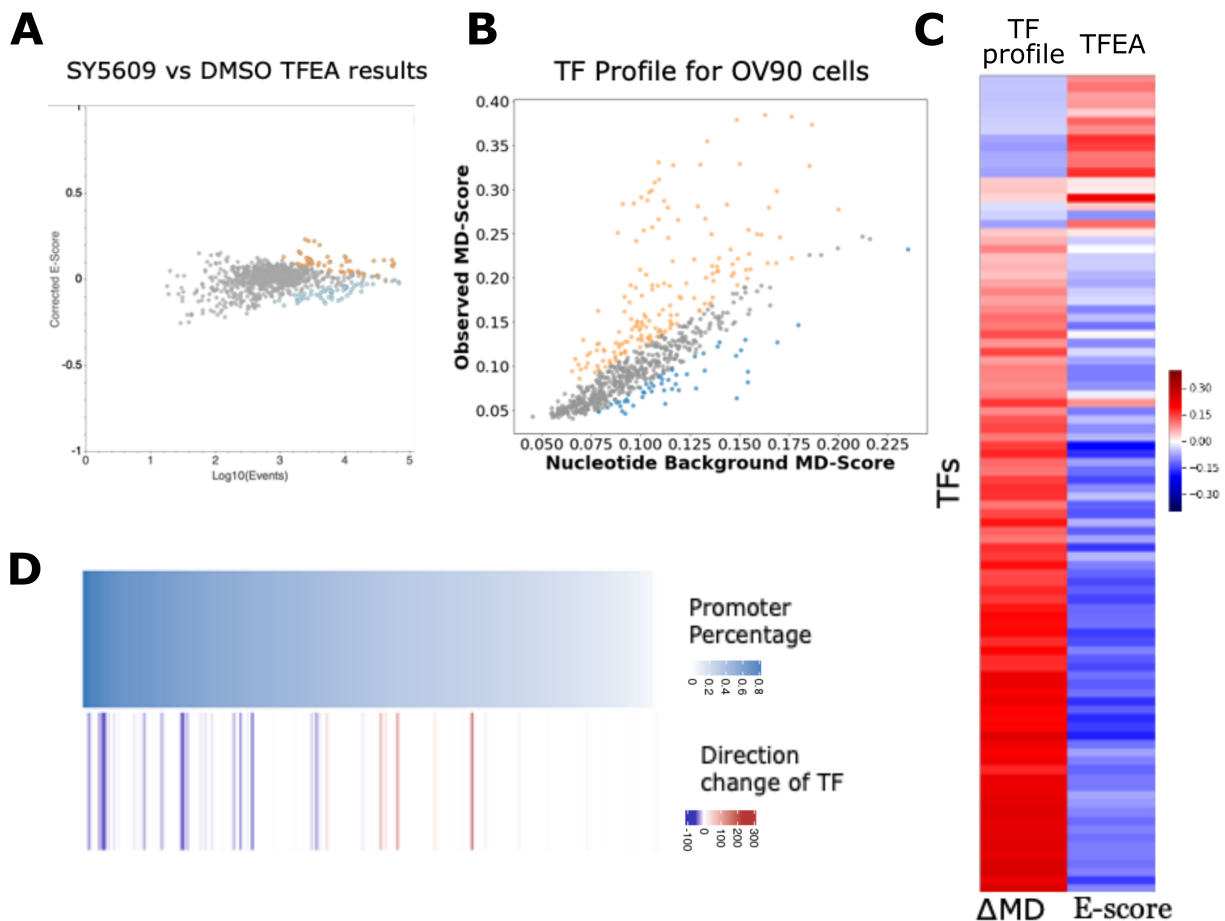 A
SY5609 vs DMSO TFEA results
1
0.5
0
-0.5
-1
Corrected E-Score
0 1 2 3 4 5
Log10(Events)
B
TF Profile for OV90 cells
0.40
0.35
0.30
0.25
0.20
0.15
0.10
0.05
Observed MD-Score
0.050 0.075 0.100 0.125 0.150 0.175 0.200 0.225
Nucleotide Background MD-Score
C
TF
profile
TFEA
TFs
0.30
0.15
0.00
−0.15
−0.30
ΔMD
E-score
D
Promoter
Percentage
0 0.2 0.4 0.6 0.8
Direction
change of TF
-100 0 100 200 300